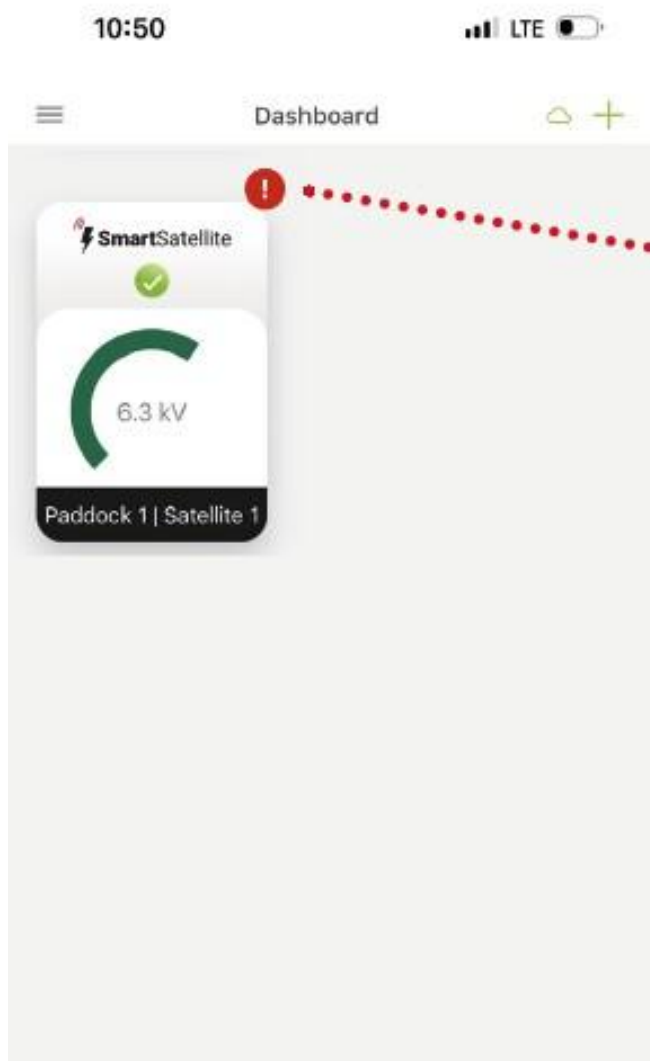 10:50 LTE
Dashboard
!
SmartSatellite
6.3 kV
Paddock 1 | Satellite 1